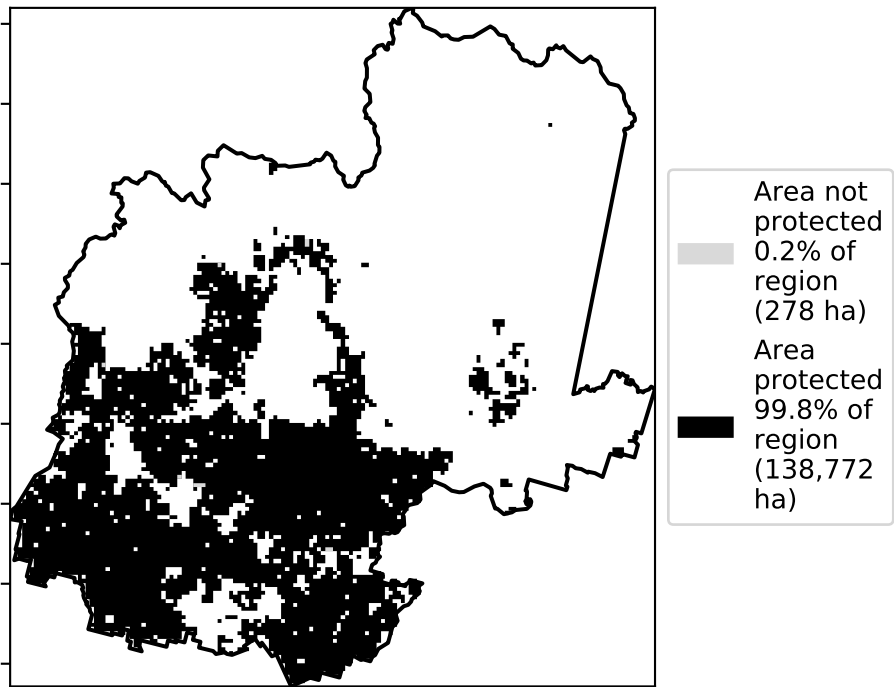 Area not
protected
0.2% of
region
(278 ha)
Area
protected
99.8% of
region
(138,772
ha)